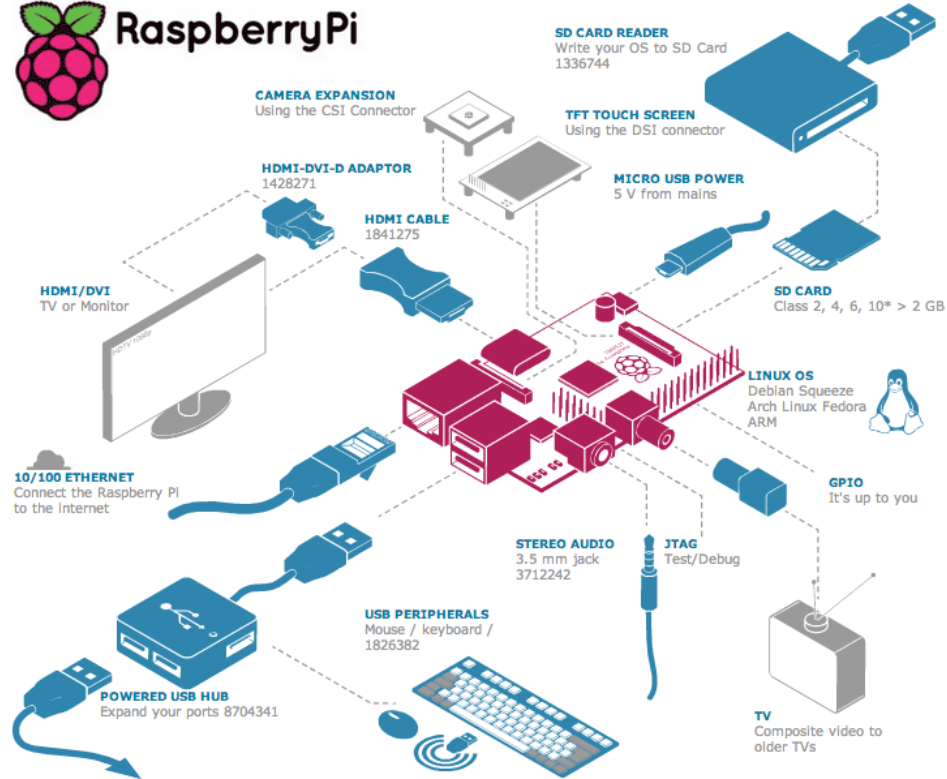 RaspberryPi
SD CARD READER
Write your OS to SD Card
1336744
CAMERA EXPANSION
Using the CSI Connector
TFT TOUCH SCREEN
Using the DSI connector
HDMI-DVI-D ADAPTOR
1428271
MICRO USB POWER
5 V from mains
HDMI CABLE
1841275
HDMI/DVI
TV or Monitor
SD CARD
Class 2, 4, 6, 10* > 2 GB
HDTV 1080p
Raspberry Pi
LINUX OS
Debian Squeeze
Arch Linux Fedora
ARM
10/100 ETHERNET
Connect the Raspberry Pi
to the internet
GPIO
It's up to you
STEREO AUDIO
3.5 mm jack
3712242
JTAG
Test/Debug
USB PERIPHERALS
Mouse / keyboard /
1826382
POWERED USB HUB
Expand your ports 8704341
TV
Composite video to
older TVs